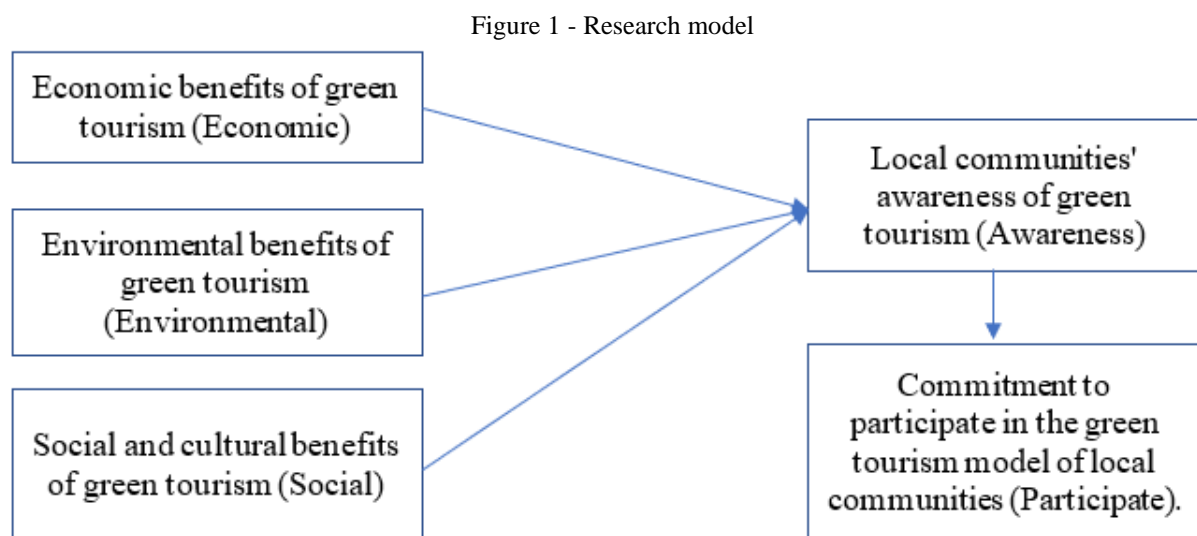 Figure 1 - Research model
Economic benefits of green
tourism (Economic)
Environmental benefits of
green tourism
(Environmental)
Social and cultural benefits
of green tourism (Social)
Local communities'
awareness of green
tourism (Awareness)
Commitment to
participate in the green
tourism model of local
communities (Participate).